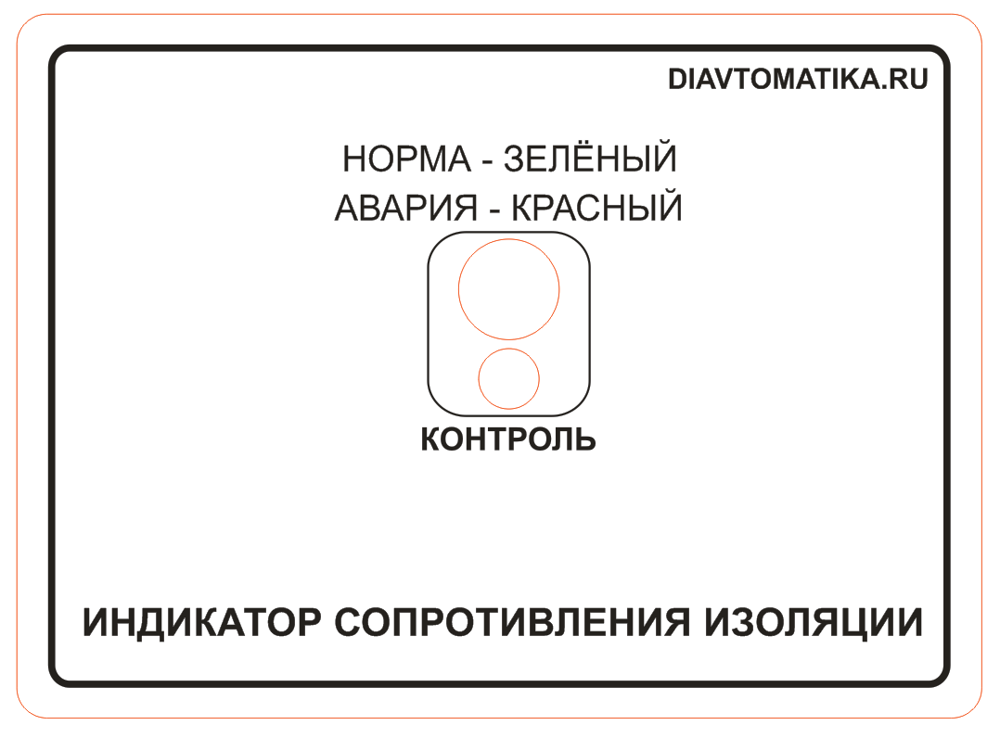 DIAVTOMATIKA.RU
НОРМА - ЗЕЛЁНЫЙ
АВАРИЯ - КРАСНЫЙ
КОНТРОЛЬ
ИНДИКАТОР СОПРОТИВЛЕНИЯ ИЗОЛЯЦИИ